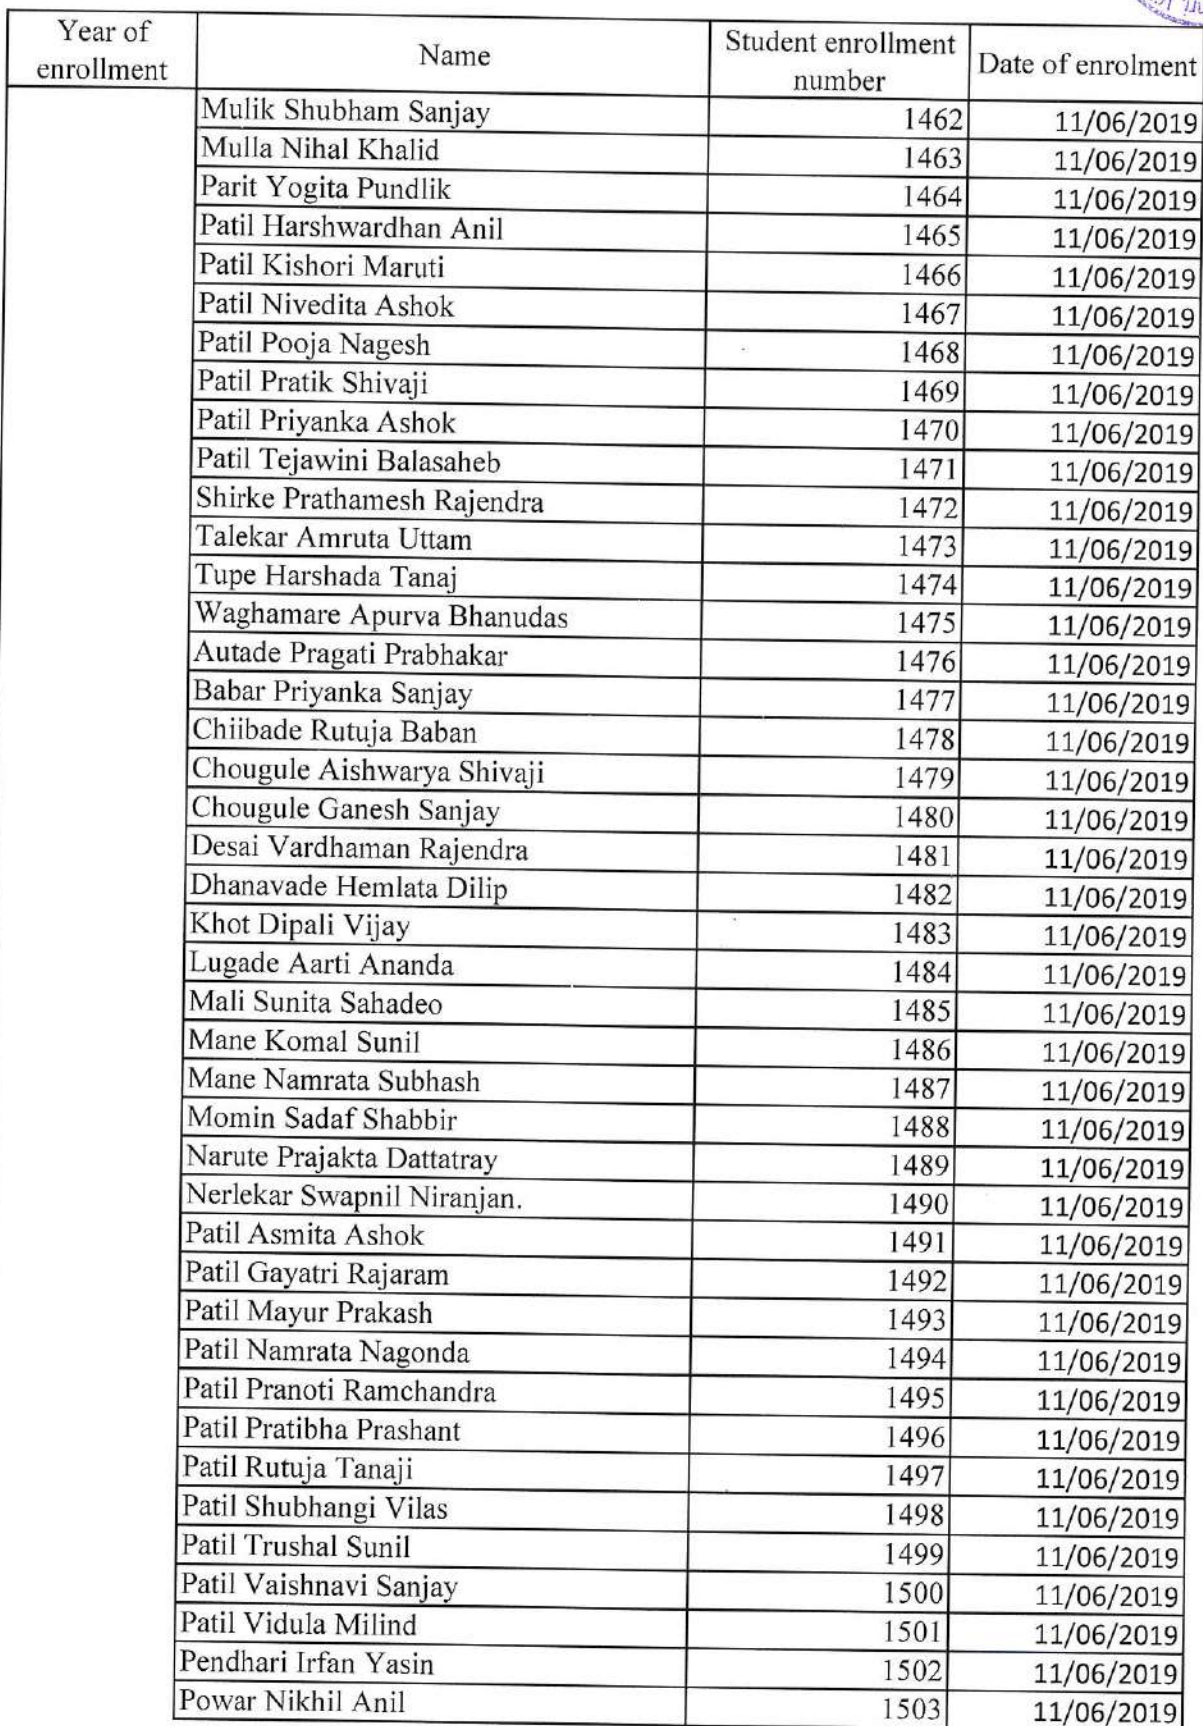 Year of enrollment Name Student enrollment number Date of enrolment
Mulik Shubham Sanjay 1462 11/06/2019
Mulla Nihal Khalid 1463 11/06/2019
Parit Yogita Pundlik 1464 11/06/2019
Patil Harshwardhan Anil 1465 11/06/2019
Patil Kishori Maruti 1466 11/06/2019
Patil Nivedita Ashok 1467 11/06/2019
Patil Pooja Nagesh 1468 11/06/2019
Patil Pratik Shivaji 1469 11/06/2019
Patil Priyanka Ashok 1470 11/06/2019
Patil Tejawini Balasaheb 1471 11/06/2019
Shirke Prathamesh Rajendra 1472 11/06/2019
Talekar Amruta Uttam 1473 11/06/2019
Tupe Harshada Tanaj 1474 11/06/2019
Waghamare Apurva Bhanudas 1475 11/06/2019
Autade Pragati Prabhakar 1476 11/06/2019
Babar Priyanka Sanjay 1477 11/06/2019
Chiibade Rutuja Baban 1478 11/06/2019
Chougule Aishwarya Shivaji 1479 11/06/2019
Chougule Ganesh Sanjay 1480 11/06/2019
Desai Vardhaman Rajendra 1481 11/06/2019
Dhanavade Hemlata Dilip 1482 11/06/2019
Khot Dipali Vijay 1483 11/06/2019
Lugade Aarti Ananda 1484 11/06/2019
Mali Sunita Sahadeo 1485 11/06/2019
Mane Komal Sunil 1486 11/06/2019
Mane Namrata Subhash 1487 11/06/2019
Momin Sadaf Shabbir 1488 11/06/2019
Narute Prajakta Dattatray 1489 11/06/2019
Nerlekar Swapnil Niranjan. 1490 11/06/2019
Patil Asmita Ashok 1491 11/06/2019
Patil Gayatri Rajaram 1492 11/06/2019
Patil Mayur Prakash 1493 11/06/2019
Patil Namrata Nagonda 1494 11/06/2019
Patil Pranoti Ramchandra 1495 11/06/2019
Patil Pratibha Prashant 1496 11/06/2019
Patil Rutuja Tanaji 1497 11/06/2019
Patil Shubhangi Vilas 1498 11/06/2019
Patil Trushal Sunil 1499 11/06/2019
Patil Vaishnavi Sanjay 1500 11/06/2019
Patil Vidula Milind 1501 11/06/2019
Pendhari Irfan Yasin 1502 11/06/2019
Powar Nikhil Anil 1503 11/06/2019